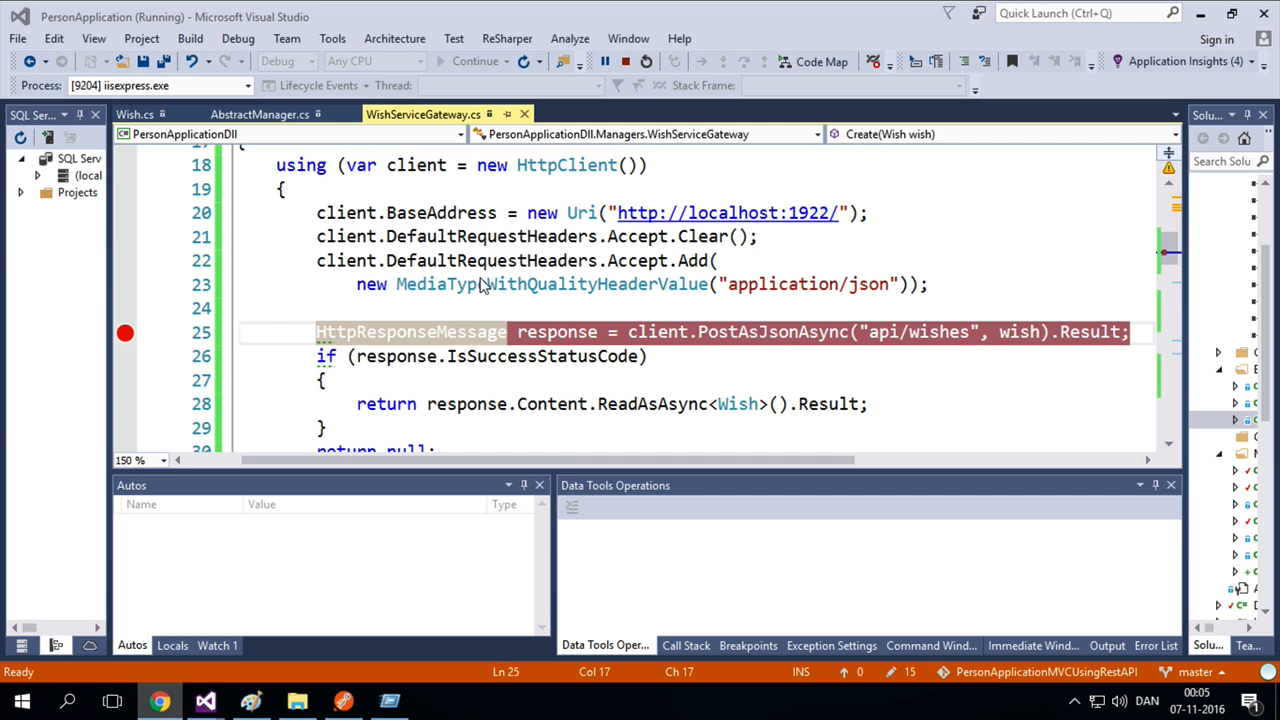 PersonApplication (Running) - Microsoft Visual Studio
Quick Launch (Ctrl+Q)
File Edit View Project Build Debug Team Tools Architecture Test ReSharper Analyze Window Help
Sign in
Debug Any CPU Continue Code Map Application Insights (4)
Process: [9204] iisexpress.exe Lifecycle Events Thread: Stack Frame:
SQL Ser...
Wish.cs AbstractManager.cs WishServiceGateway.cs
Solu...
PersonApplicationDll PersonApplicationDll.Managers.WishServiceGateway Create(Wish wish)
Search Solu
SQL Serv
(local
Projects
18 using (var client = new HttpClient())
19 {
20 client.BaseAddress = new Uri("http://localhost:1922/");
21 client.DefaultRequestHeaders.Accept.Clear();
22 client.DefaultRequestHeaders.Accept.Add(
23 new MediaTypeWithQualityHeaderValue("application/json"));
24
25 HttpResponseMessage response = client.PostAsJsonAsync("api/wishes", wish).Result;
26 if (response.IsSuccessStatusCode)
27 {
28 return response.Content.ReadAsAsync<Wish>().Result;
29 }
30 return null;
150 %
Autos
Data Tools Operations
Name Value Type
Autos Locals Watch 1
Data Tools Oper... Call Stack Breakpoints Exception Settings Command Wind... Immediate Wind... Output Error List
Solu... Tea...
Ready Ln 25 Col 17 Ch 17 INS 0 15 PersonApplicationMVCUsingRestAPI master
DAN
00:05
07-11-2016